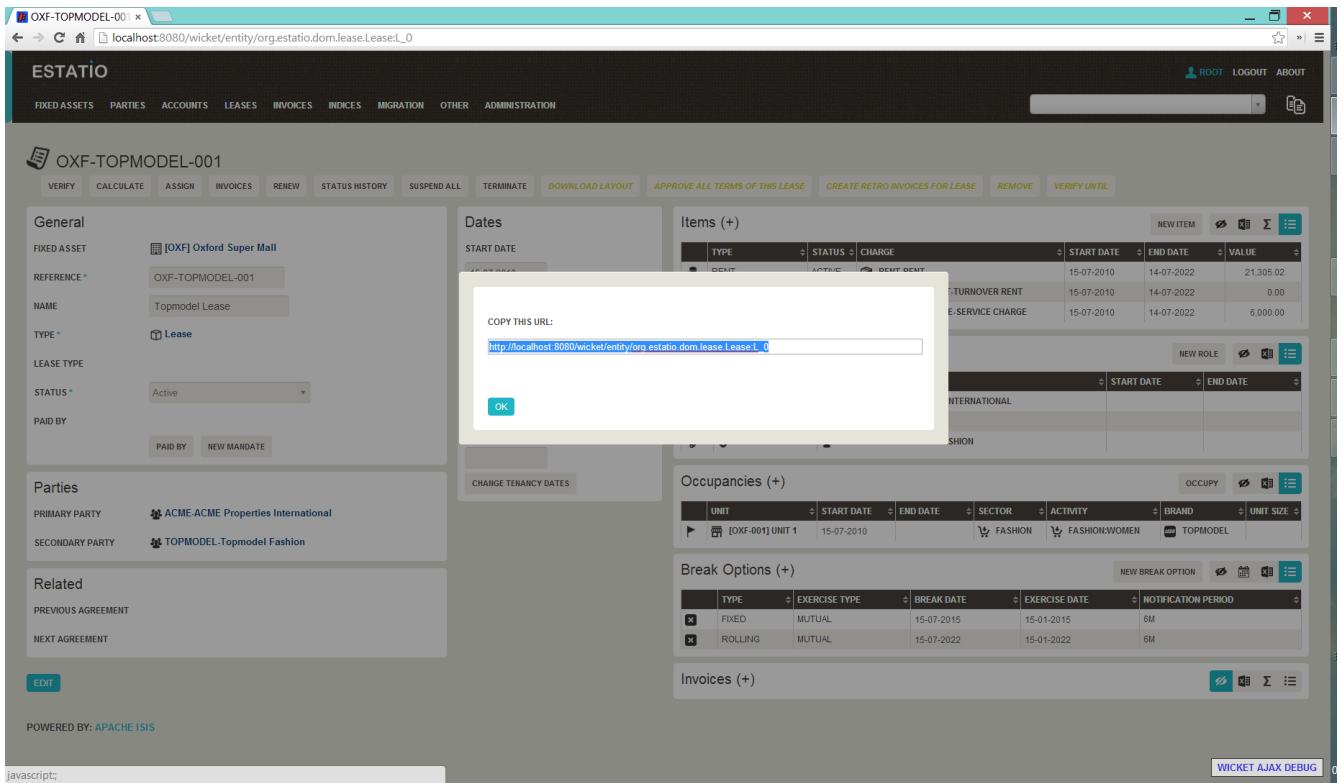 OXF-TOPMODEL-001 ×
localhost:8080/wicket/entity/org.estatio.dom.lease.Lease:L_0
ESTATIO
ROOT LOGOUT ABOUT
FIXED ASSETS PARTIES ACCOUNTS LEASES INVOICES INDICES MIGRATION OTHER ADMINISTRATION
OXF-TOPMODEL-001
VERIFY CALCULATE ASSIGN INVOICES RENEW STATUS HISTORY SUSPEND ALL TERMINATE DOWNLOAD LAYOUT APPROVE ALL TERMS OF THIS LEASE CREATE RETRO INVOICES FOR LEASE REMOVE VERIFY UNTIL
General
FIXED ASSET [OXF] Oxford Super Mall
REFERENCE * OXF-TOPMODEL-001
NAME Topmodel Lease
TYPE * Lease
LEASE TYPE
STATUS * Active
PAID BY
PAID BY NEW MANDATE
Parties
PRIMARY PARTY ACME-ACME Properties International
SECONDARY PARTY TOPMODEL-Topmodel Fashion
Related
PREVIOUS AGREEMENT
NEXT AGREEMENT
EDIT
POWERED BY: APACHE ISIS
Dates
START DATE
15-07-2010
CHANGE TENANCY DATES
COPY THIS URL:
http://localhost:8080/wicket/entity/org.estatio.dom.lease.Lease:L_0
OK
Items (+) NEW ITEM Σ
TYPE STATUS CHARGE START DATE END DATE VALUE
RENT ACTIVE RENT RENT 15-07-2010 14-07-2022 21,305.02
-TURNOVER RENT 15-07-2010 14-07-2022 0.00
E-SERVICE CHARGE 15-07-2010 14-07-2022 6,000.00
NEW ROLE
START DATE END DATE
NTERNATIONAL
SHION
Occupancies (+) OCCUPY
UNIT START DATE END DATE SECTOR ACTIVITY BRAND UNIT SIZE
[OXF-001] UNIT 1 15-07-2010 FASHION FASHION:WOMEN TOPMODEL
Break Options (+) NEW BREAK OPTION
TYPE EXERCISE TYPE BREAK DATE EXERCISE DATE NOTIFICATION PERIOD
FIXED MUTUAL 15-07-2015 15-01-2015 6M
ROLLING MUTUAL 15-07-2022 15-01-2022 6M
Invoices (+) Σ
javascript:;
WICKET AJAX DEBUG